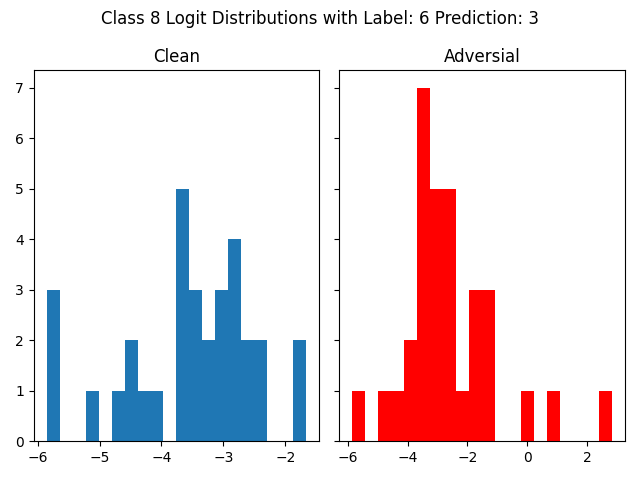 Class 8 Logit Distributions with Label: 6 Prediction: 3
Clean
Adversial
7
6
5
4
3
2
1
0
−6 −5 −4 −3 −2
−6 −4 −2 0 2